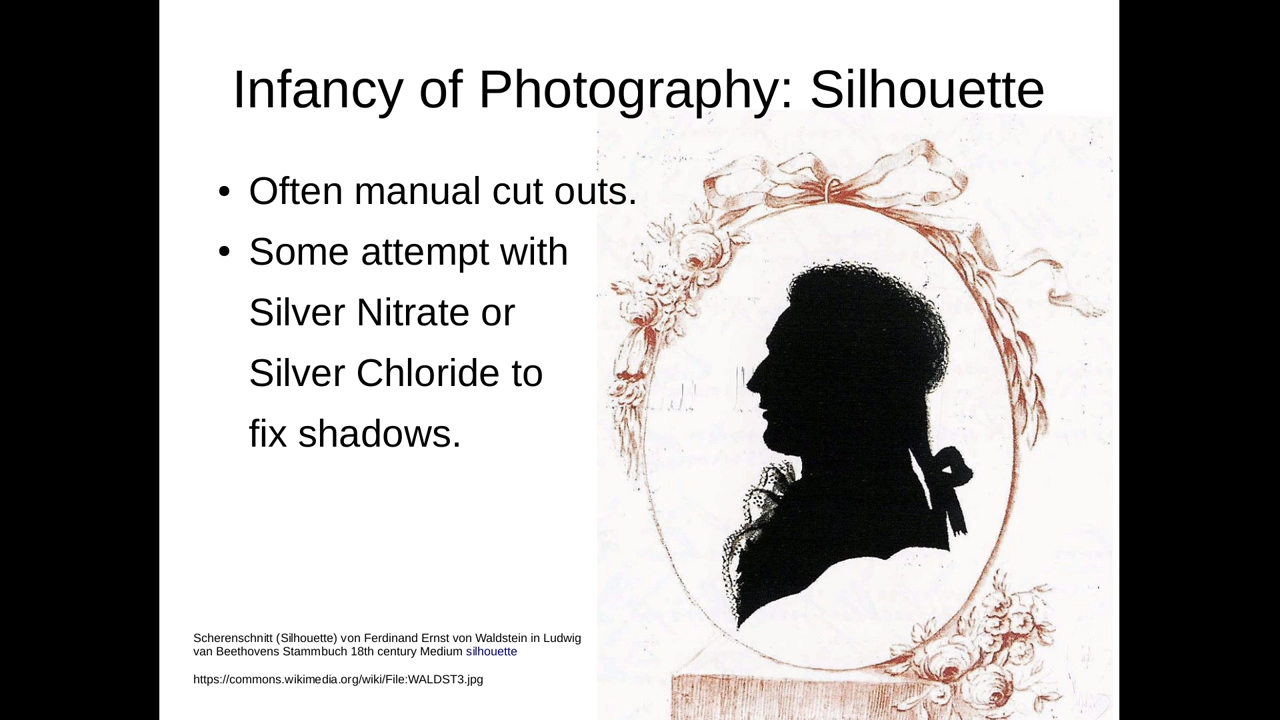 Infancy of Photography: Silhouette
• Often manual cut outs.
• Some attempt with
Silver Nitrate or
Silver Chloride to
fix shadows.
Scherenschnitt (Silhouette) von Ferdinand Ernst von Waldstein in Ludwig
van Beethovens Stammbuch 18th century Medium silhouette
https://commons.wikimedia.org/wiki/File:WALDST3.jpg